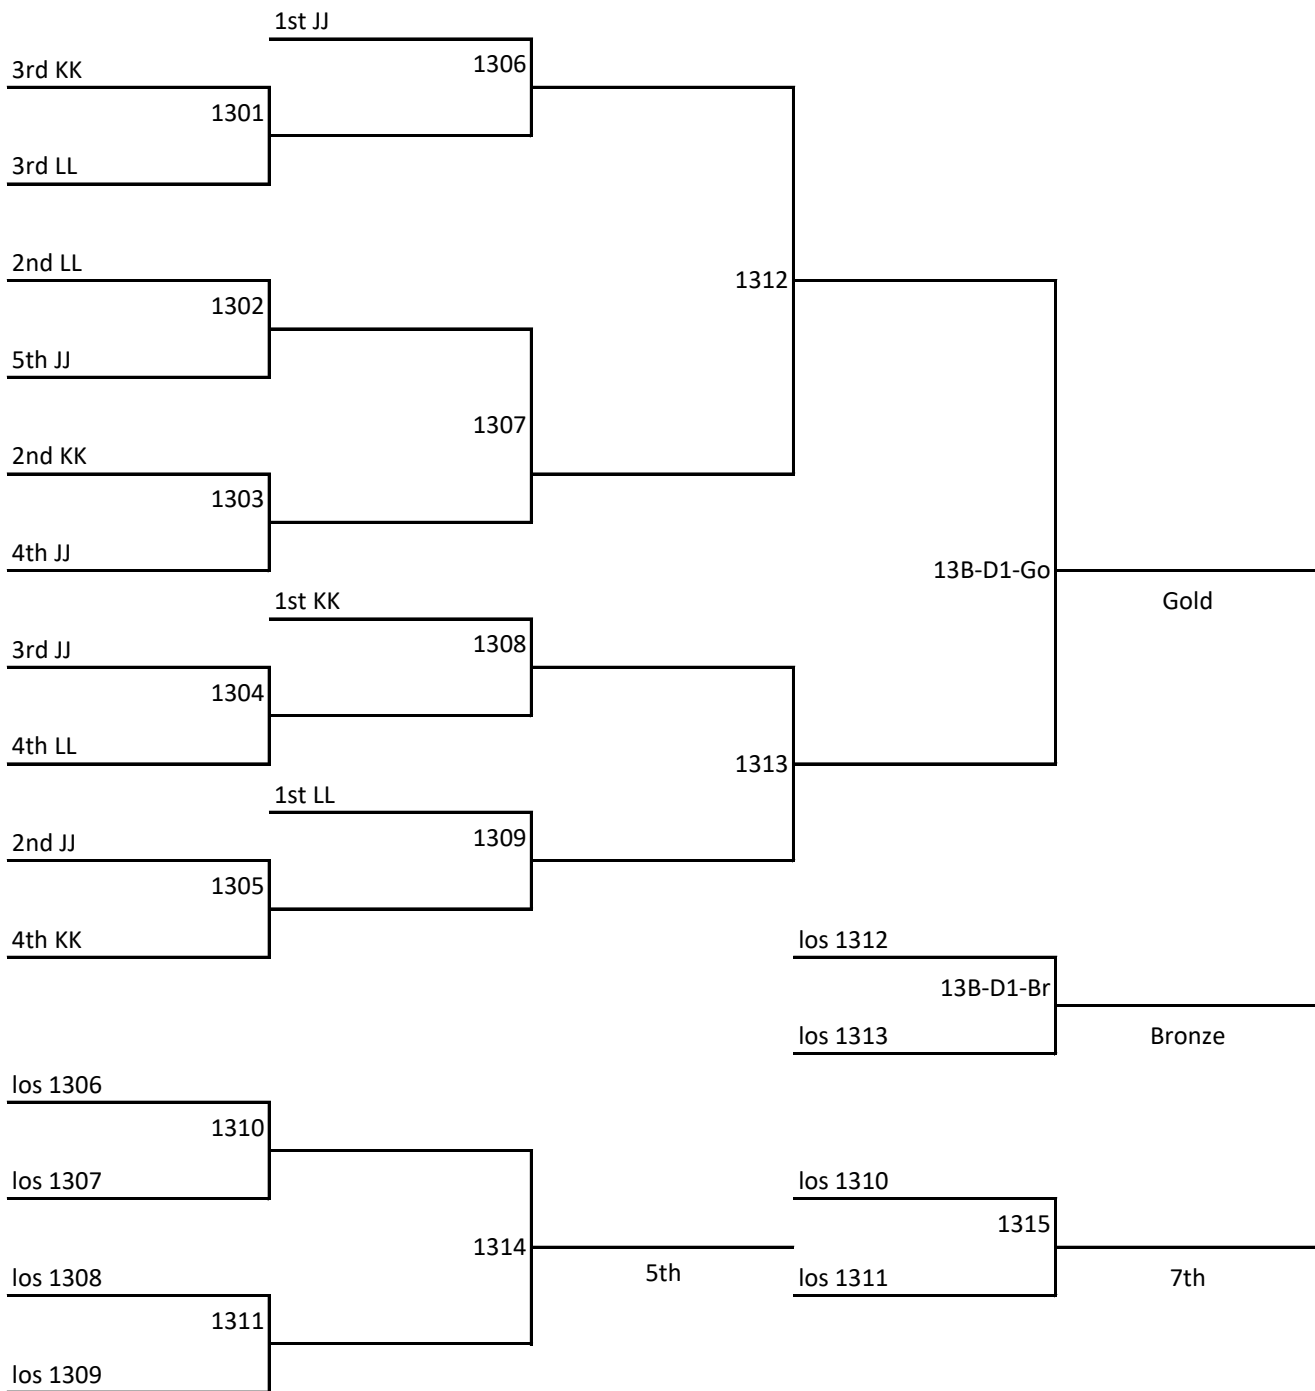 1st JJ
3rd KK
1306
1301
3rd LL
2nd LL
1302
1312
5th JJ
1307
2nd KK
1303
4th JJ
13B-D1-Go
1st KK
Gold
3rd JJ
1308
1304
4th LL
1313
1st LL
2nd JJ
1309
1305
4th KK
los 1312
13B-D1-Br
los 1313
Bronze
los 1306
1310
los 1307
los 1310
1315
1314
los 1308
5th
los 1311
7th
1311
los 1309